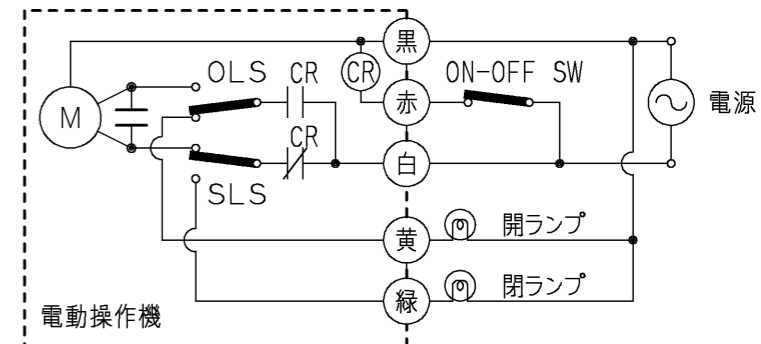 黒
OLS CR
CR
ON-OFF SW
M
赤
電源
CR
白
SLS
黄
開ランプ
緑
閉ランプ
電動操作機